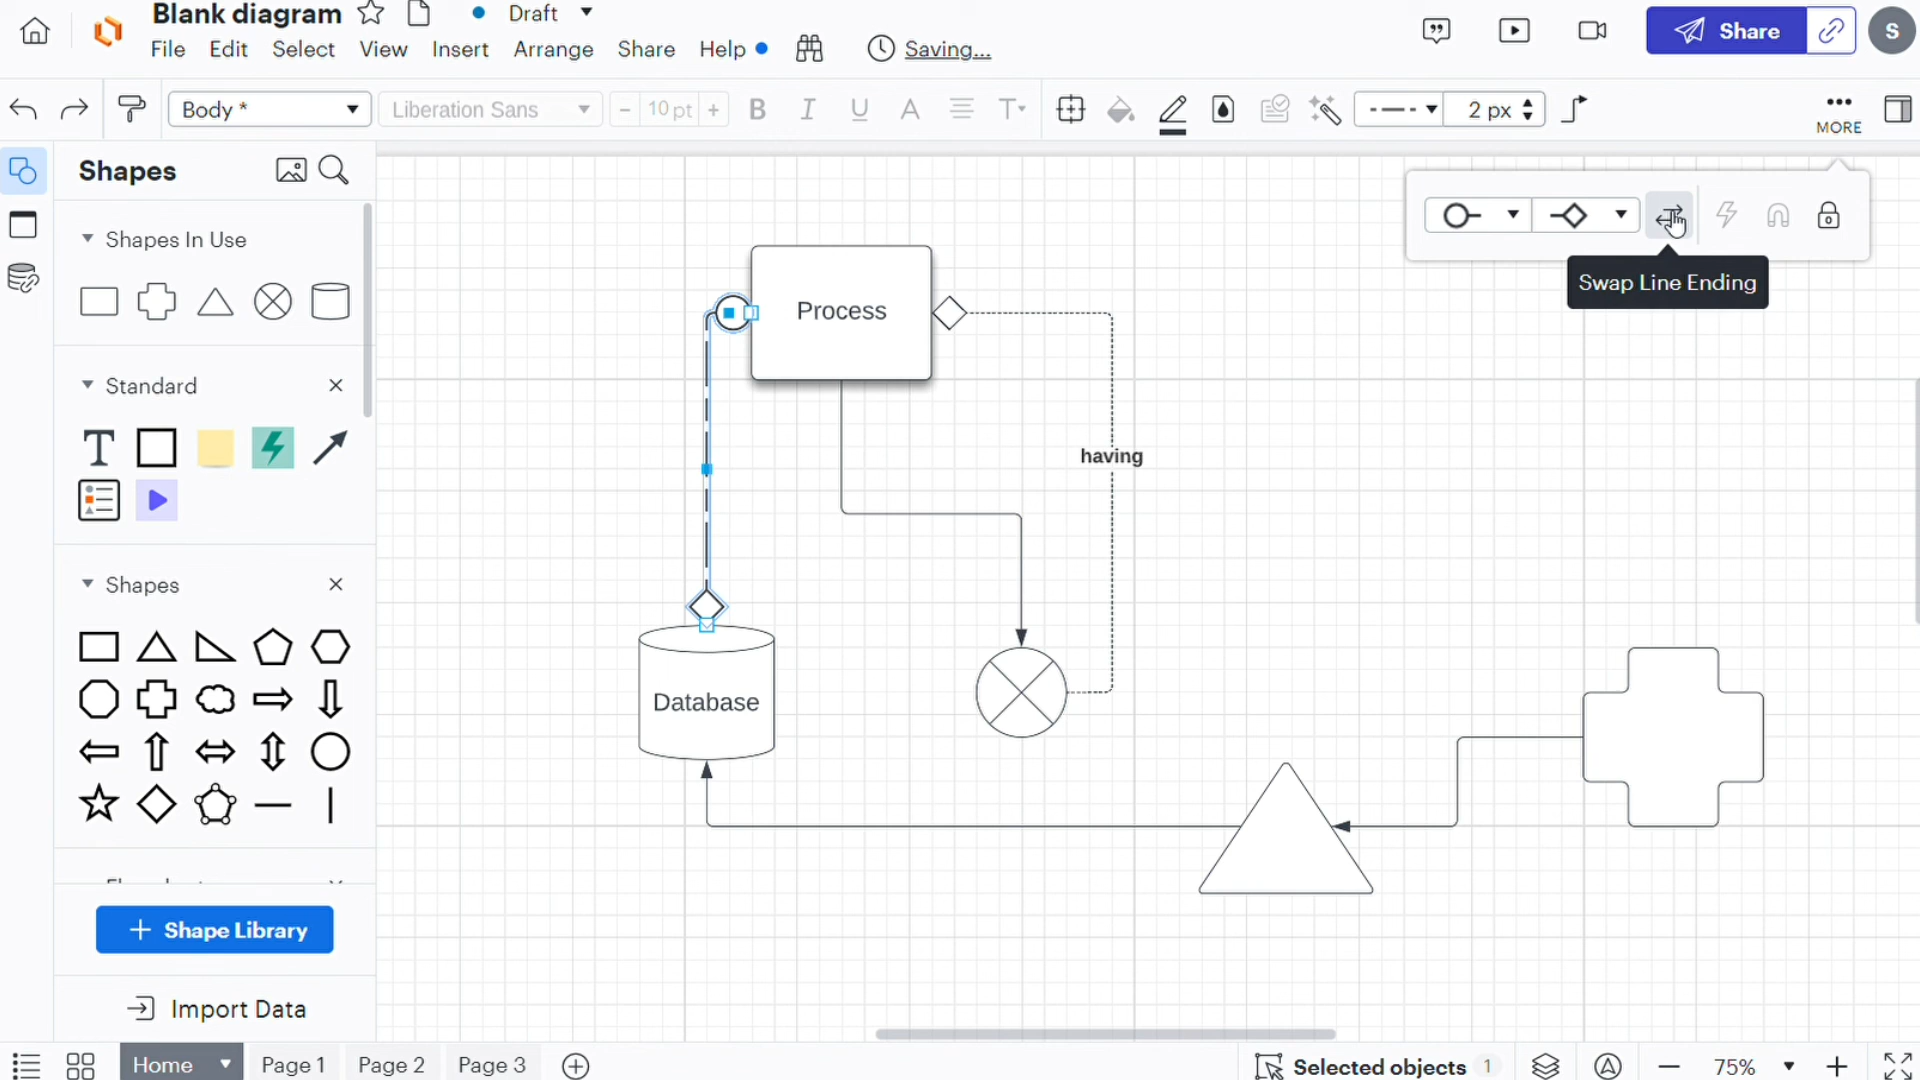 Blank diagram
Draft
File Edit Select View Insert Arrange Share Help
Saving...
Share
S
Body *
Liberation Sans
10 pt
B I U A T
2 px
MORE
Shapes
Shapes In Use
Process
Swap Line Ending
Standard
T
having
Shapes
Database
Shape Library
Import Data
Home
Page 1
Page 2
Page 3
Selected objects 1
75%